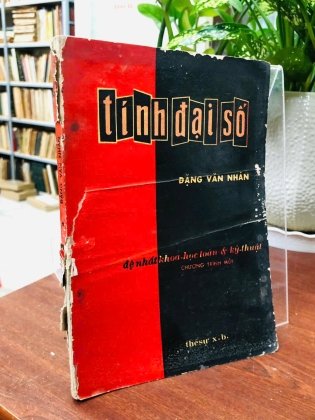 tính đại số
ĐẶNG VĂN NHÂN
đệ nhất khoa-học toán & kỹ-thuật
CHƯƠNG TRÌNH MỚI
thế sự x.b.